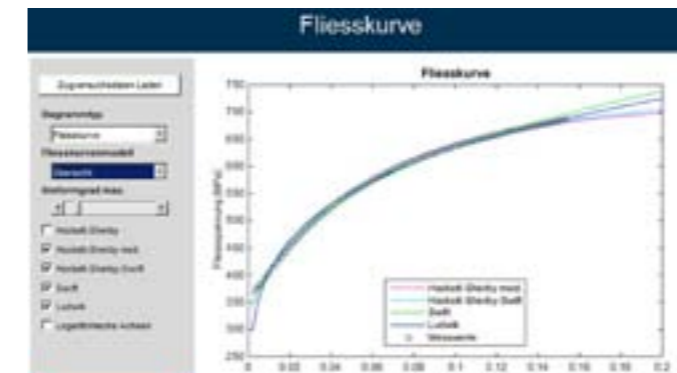 Fliesskurve
Zugversuchsdaten Laden
Diagrammtyp
Fliesskurve
Fliesskurvenmodell
Übersicht
Umformgrad max.
Hockett-Sherby
Hockett-Sherby mod.
Hockett-Sherby-Swift
Swift
Ludwik
Logarithmische Achsen
Fliesskurve
Fliessspannung [MPa]
750
700
650
600
550
500
450
400
350
300
250
0 0.02 0.04 0.06 0.08 0.1 0.12 0.14 0.16 0.18 0.2
Hockett-Sherby mod.
Hockett-Sherby-Swift
Swift
Ludwik
Messwerte